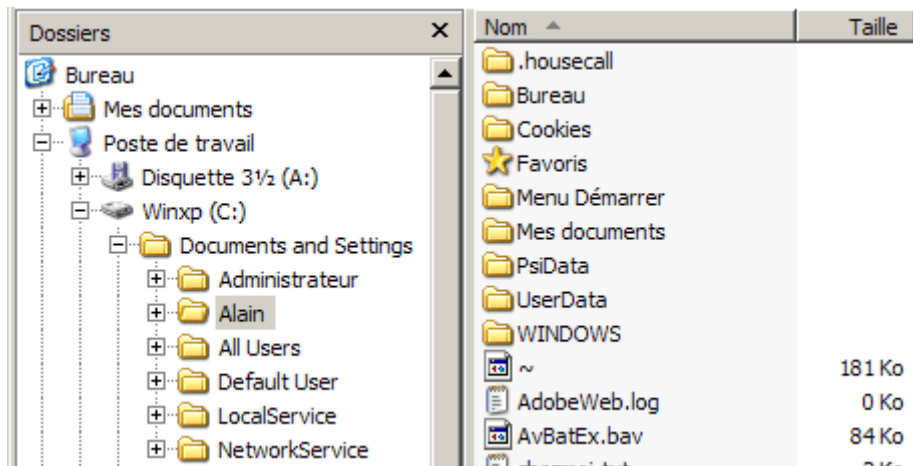 Dossiers
Bureau
Mes documents
Poste de travail
Disquette 3½ (A:)
Winxp (C:)
Documents and Settings
Administrateur
Alain
All Users
Default User
LocalService
NetworkService
Nom Taille
.housecall
Bureau
Cookies
Favoris
Menu Démarrer
Mes documents
PsiData
UserData
WINDOWS
~ 181 Ko
AdobeWeb.log 0 Ko
AvBatEx.bav 84 Ko